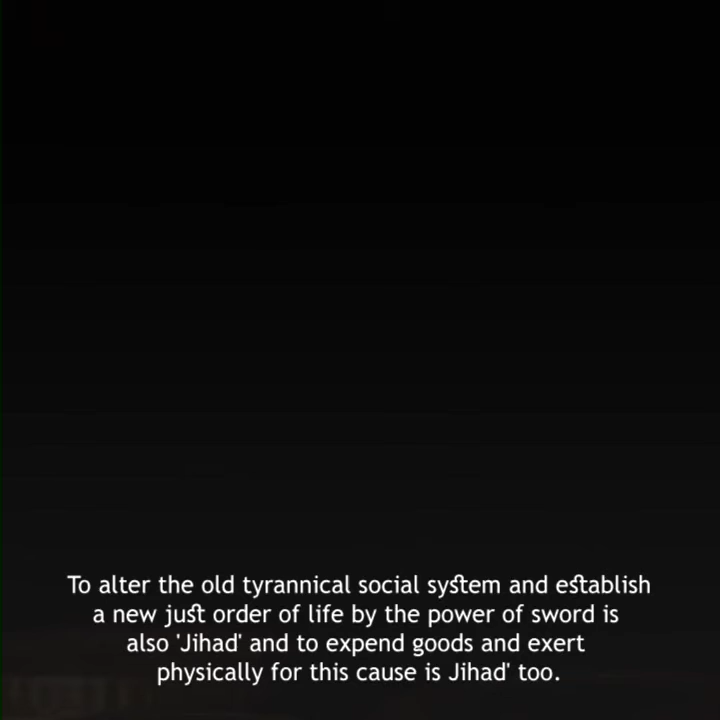 To alter the old tyrannical social system and establish
a new just order of life by the power of sword is
also 'Jihad' and to expend goods and exert
physically for this cause is Jihad' too.